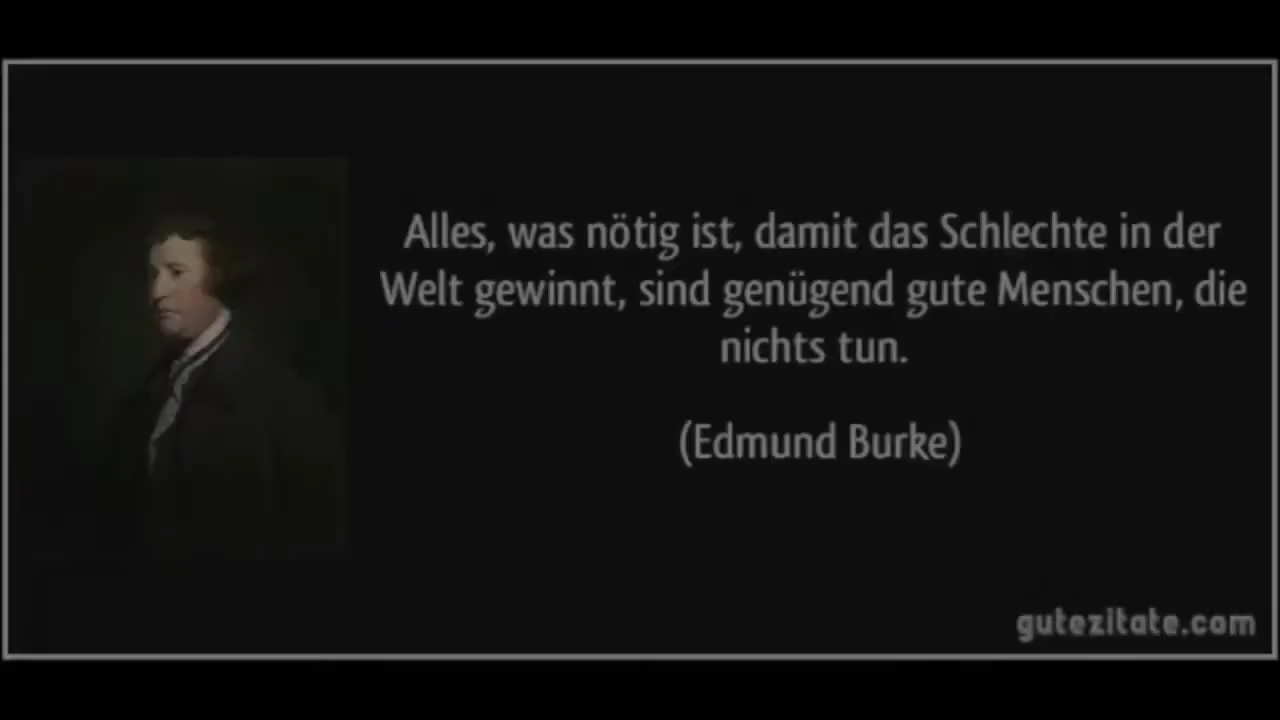 Alles, was nötig ist, damit das Schlechte in der
Welt gewinnt, sind genügend gute Menschen, die
nichts tun.
(Edmund Burke)
gutezitate.com